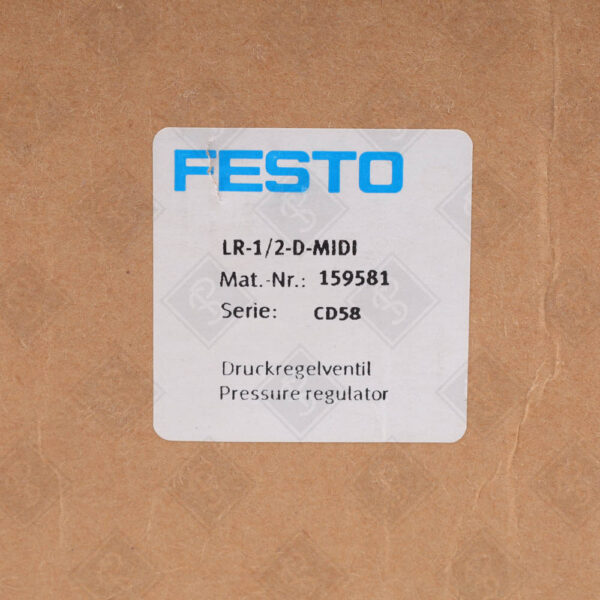 FESTO
LR-1/2-D-MIDI
Mat.-Nr.: 159581
Serie: CD58
Druckregelventil
Pressure regulator